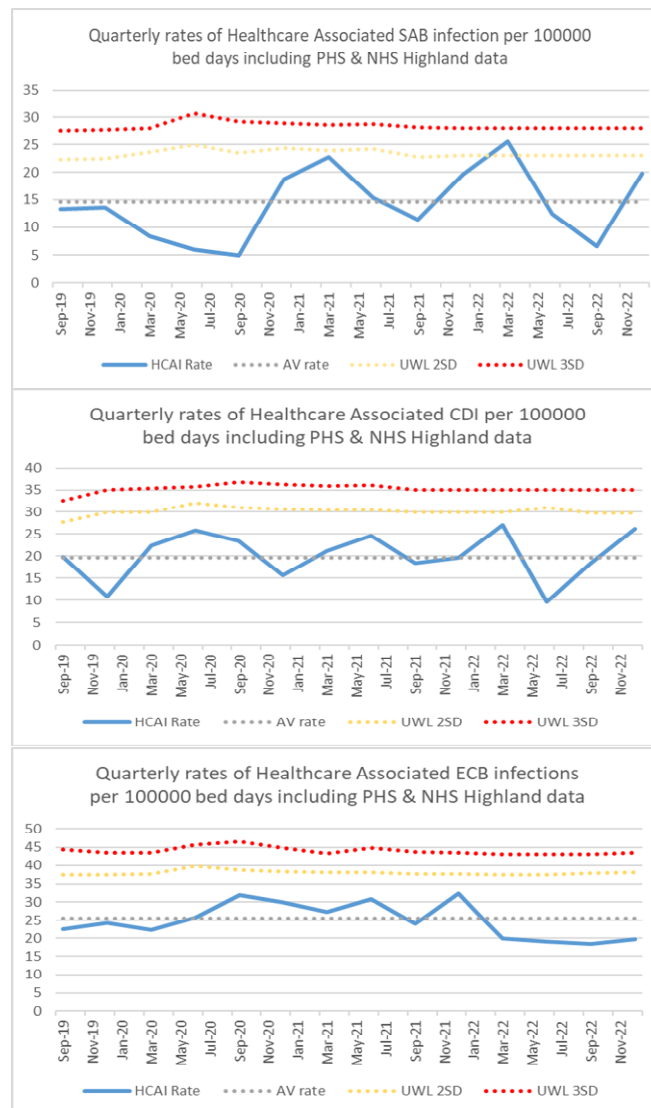 Quarterly rates of Healthcare Associated SAB infection per 100000
bed days including PHS & NHS Highland data
35
30
25
20
15
10
5
0
Sep-19 Nov-19 Jan-20 Mar-20 May-20 Jul-20 Sep-20 Nov-20 Jan-21 Mar-21 May-21 Jul-21 Sep-21 Nov-21 Jan-22 Mar-22 May-22 Jul-22 Sep-22 Nov-22
HCAI Rate AV rate UWL 2SD UWL 3SD
Quarterly rates of Healthcare Associated CDI per 100000
bed days including PHS & NHS Highland data
40
35
30
25
20
15
10
5
0
Sep-19 Nov-19 Jan-20 Mar-20 May-20 Jul-20 Sep-20 Nov-20 Jan-21 Mar-21 May-21 Jul-21 Sep-21 Nov-21 Jan-22 Mar-22 May-22 Jul-22 Sep-22 Nov-22
HCAI Rate AV rate UWL 2SD UWL 3SD
Quarterly rates of Healthcare Associated ECB infections
per 100000 bed days including PHS & NHS Highland data
50
45
40
35
30
25
20
15
10
5
0
Sep-19 Nov-19 Jan-20 Mar-20 May-20 Jul-20 Sep-20 Nov-20 Jan-21 Mar-21 May-21 Jul-21 Sep-21 Nov-21 Jan-22 Mar-22 May-22 Jul-22 Sep-22 Nov-22
HCAI Rate AV rate UWL 2SD UWL 3SD